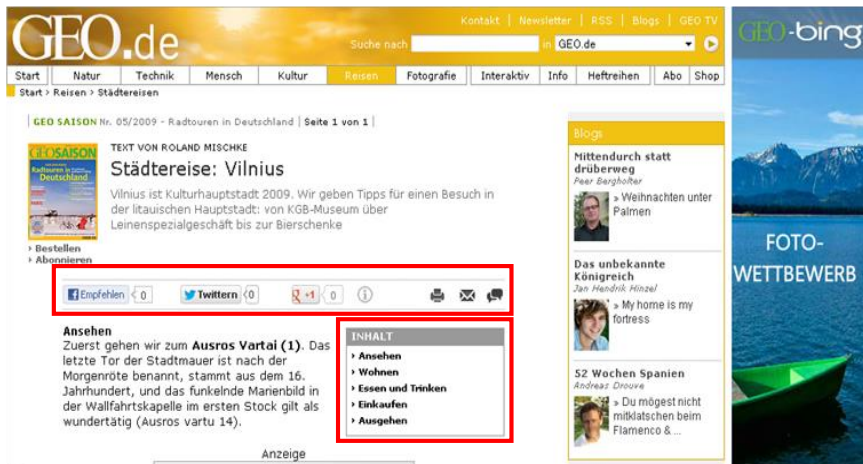 GEO.de
Kontakt | Newsletter | RSS | Blogs | GEO TV
Suche nach in GEO.de
Start Natur Technik Mensch Kultur Reisen Fotografie Interaktiv Info Heftreihen Abo Shop
Start > Reisen > Städtereisen
GEO SAISON Nr. 05/2009 - Radtouren in Deutschland | Seite 1 von 1 |
GEO SAISON
Radtouren in
Deutschland
› Bestellen
› Abonnieren
TEXT VON ROLAND MISCHKE
Städtereise: Vilnius
Vilnius ist Kulturhauptstadt 2009. Wir geben Tipps für einen Besuch in
der litauischen Hauptstadt: von KGB-Museum über
Leinenspezialgeschäft bis zur Bierschenke
Empfehlen 0 Twittern 0 +1 0
Ansehen
Zuerst gehen wir zum Ausros Vartai (1). Das
letzte Tor der Stadtmauer ist nach der
Morgenröte benannt, stammt aus dem 16.
Jahrhundert, und das funkelnde Marienbild in
der Wallfahrtskapelle im ersten Stock gilt als
wundertätig (Ausros vartu 14).
INHALT
› Ansehen
› Wohnen
› Essen und Trinken
› Einkaufen
› Ausgehen
Anzeige
Blogs
Mittendurch statt
drüberweg
Peer Bergholter
» Weihnachten unter
Palmen
Das unbekannte
Königreich
Jan Hendrik Hinzel
» My home is my
fortress
52 Wochen Spanien
Andreas Drouve
» Du mögest nicht
mitklatschen beim
Flamenco & ...
GEO-bing
FOTO-
WETTBEWERB